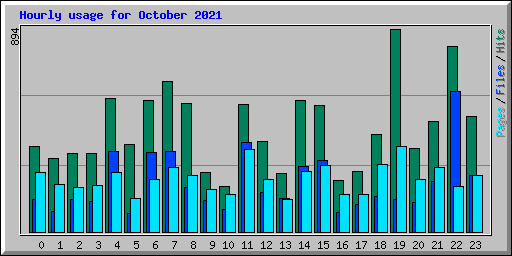 Hourly usage for October 2021
894
Pages/Files/Hits
0 1 2 3 4 5 6 7 8 9 10 11 12 13 14 15 16 17 18 19 20 21 22 23